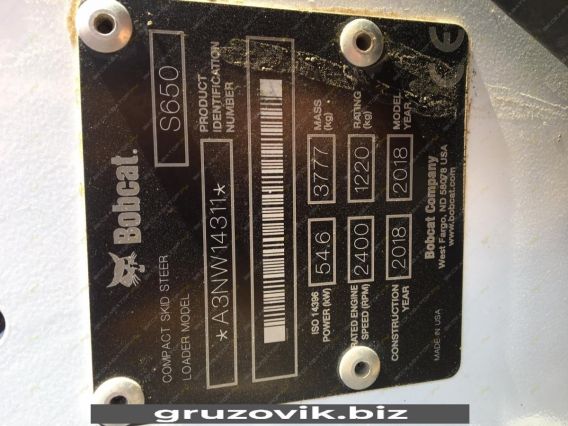 Bobcat.
COMPACT SKID STEER
LOADER MODEL
S650
PRODUCT
IDENTIFICATION
NUMBER
*A3NW14311*
ISO 14396
POWER (KW)
54.6
MASS
(kg)
3777
RATED ENGINE
SPEED (RPM)
2400
RATING
(kg)
1220
CONSTRUCTION
YEAR
2018
MODEL
YEAR
2018
Bobcat Company
West Fargo, ND 58078 USA
www.bobcat.com
MADE IN USA
CE
gruzovik.biz